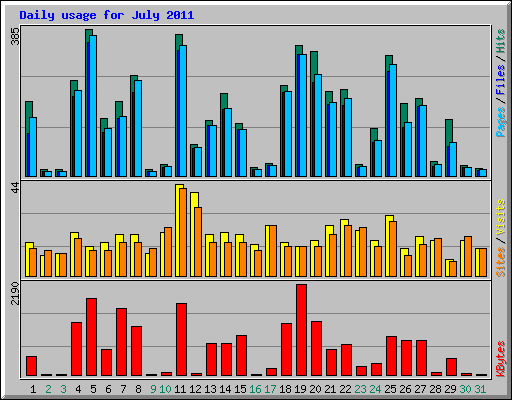 Daily usage for July 2011
385
Pages / Files / Hits
44
Sites / Visits
2190
KBytes
1 2 3 4 5 6 7 8 9 10 11 12 13 14 15 16 17 18 19 20 21 22 23 24 25 26 27 28 29 30 31